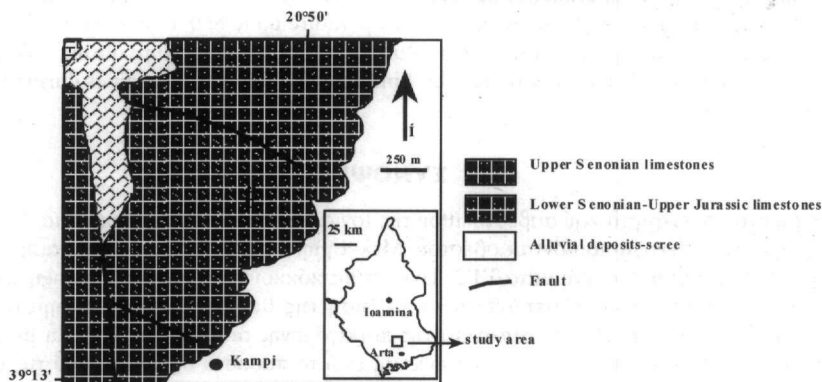 20°50'
Í
250 m
Upper Senonian limestones
Lower Senonian-Upper Jurassic limestones
Alluvial deposits-scree
Fault
25 km
Ioannina
study area
Arta
Kampi
39°13'